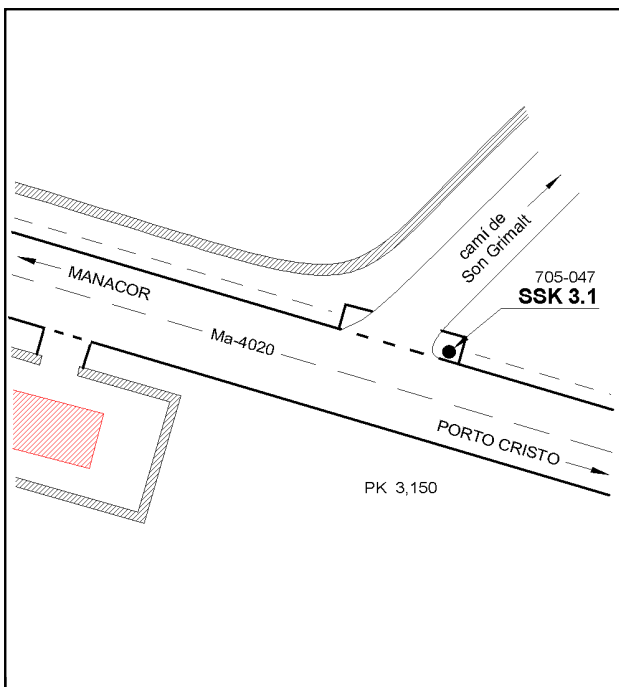 camí de
Son Grimalt
705-047
SSK 3.1
MANACOR
Ma-4020
PORTO CRISTO
PK 3,150